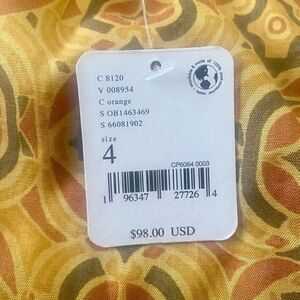 C 8120
V 008954
C orange
S OB1463469
S 66081902
size
4
CP6064 0003
1 96347 27726 4
$98.00 USD